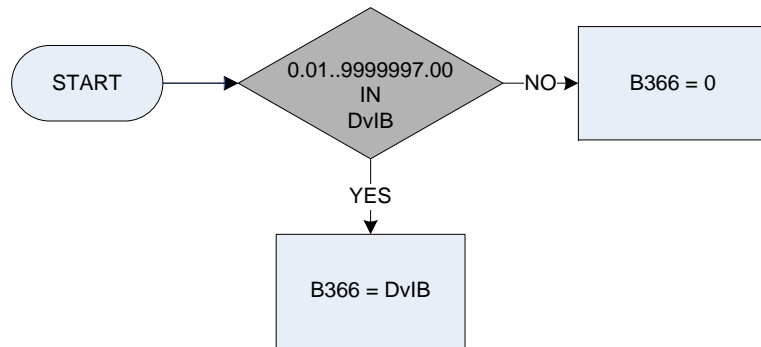 START
0.01..9999997.00
IN
DvIB
NO
B366 = 0
YES
B366 = DvIB